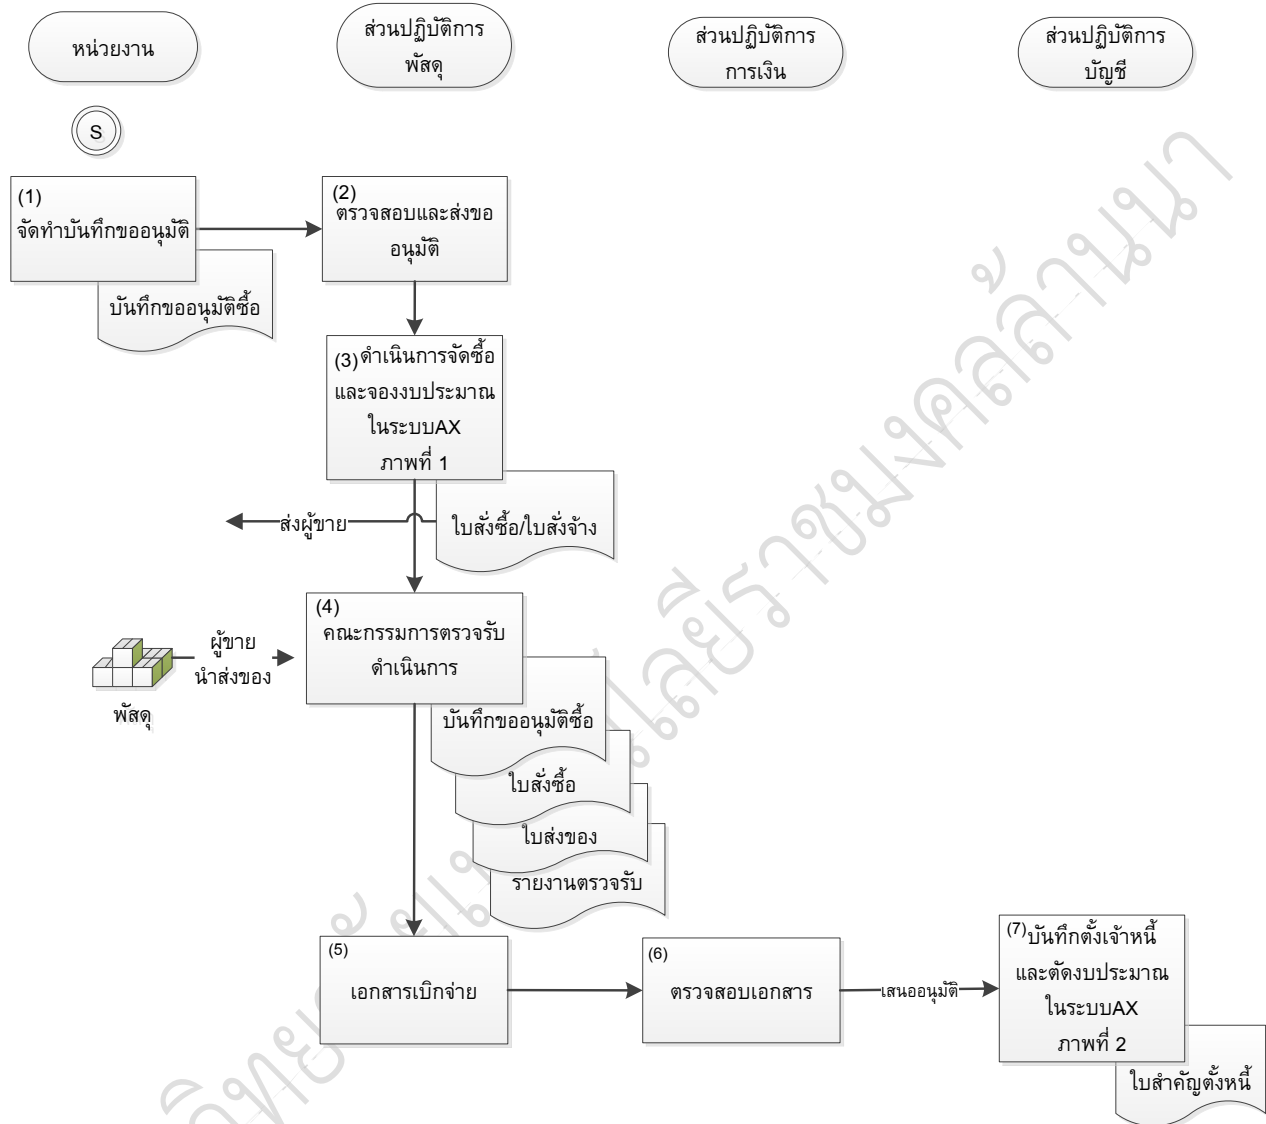 หน่วยงาน
ส่วนปฏิบัติการ
พัสดุ
ส่วนปฏิบัติการ
การเงิน
ส่วนปฏิบัติการ
บัญชี
S
(1)
จัดทำบันทึกขออนุมัติ
บันทึกขออนุมัติซื้อ
(2)
ตรวจสอบและส่งขอ
อนุมัติ
(3) ดำเนินการจัดซื้อ
และจองงบประมาณ
ในระบบAX
ภาพที่ 1
ส่งผู้ขาย
ใบสั่งซื้อ/ใบสั่งจ้าง
(4)
คณะกรรมการตรวจรับ
ดำเนินการ
ผู้ขาย
นำส่งของ
พัสดุ
บันทึกขออนุมัติซื้อ
ใบสั่งซื้อ
ใบส่งของ
รายงานตรวจรับ
(5)
เอกสารเบิกจ่าย
(6)
ตรวจสอบเอกสาร
เสนออนุมัติ
(7) บันทึกตั้งเจ้าหนี้
และตัดงบประมาณ
ในระบบAX
ภาพที่ 2
ใบสำคัญตั้งหนี้